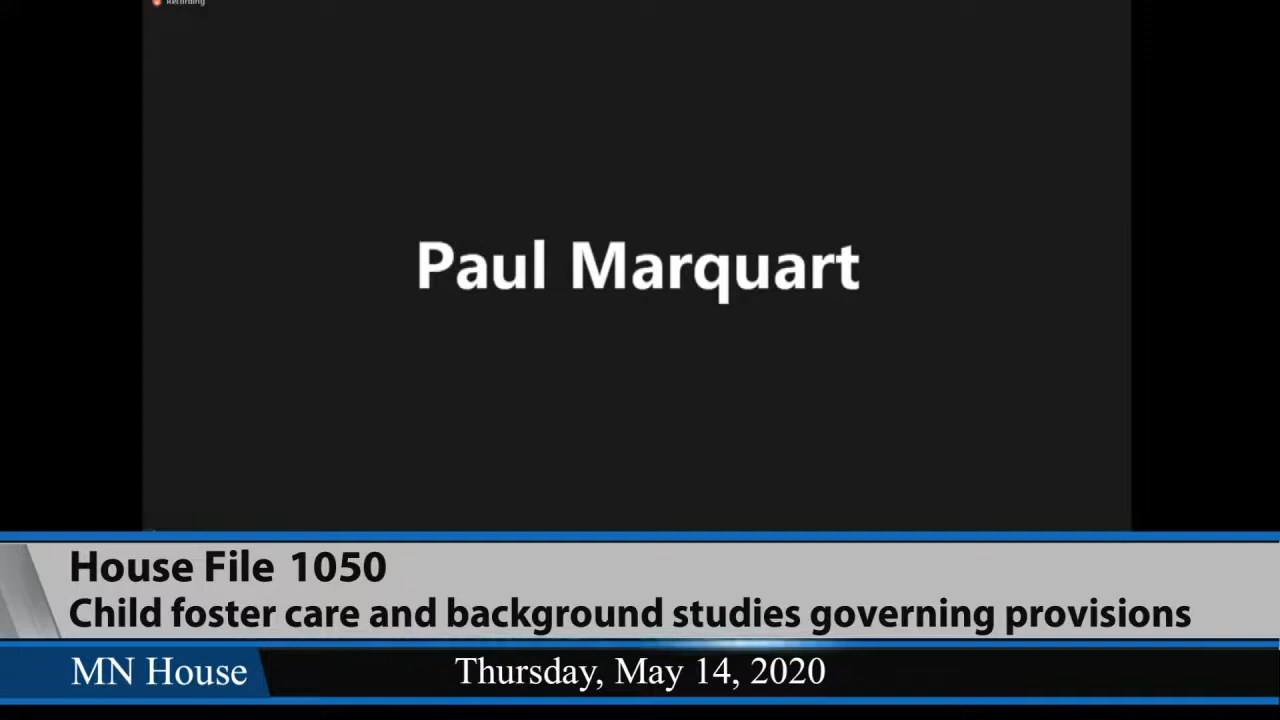 Recording
Paul Marquart
House File 1050
Child foster care and background studies governing provisions
MN House
Thursday, May 14, 2020